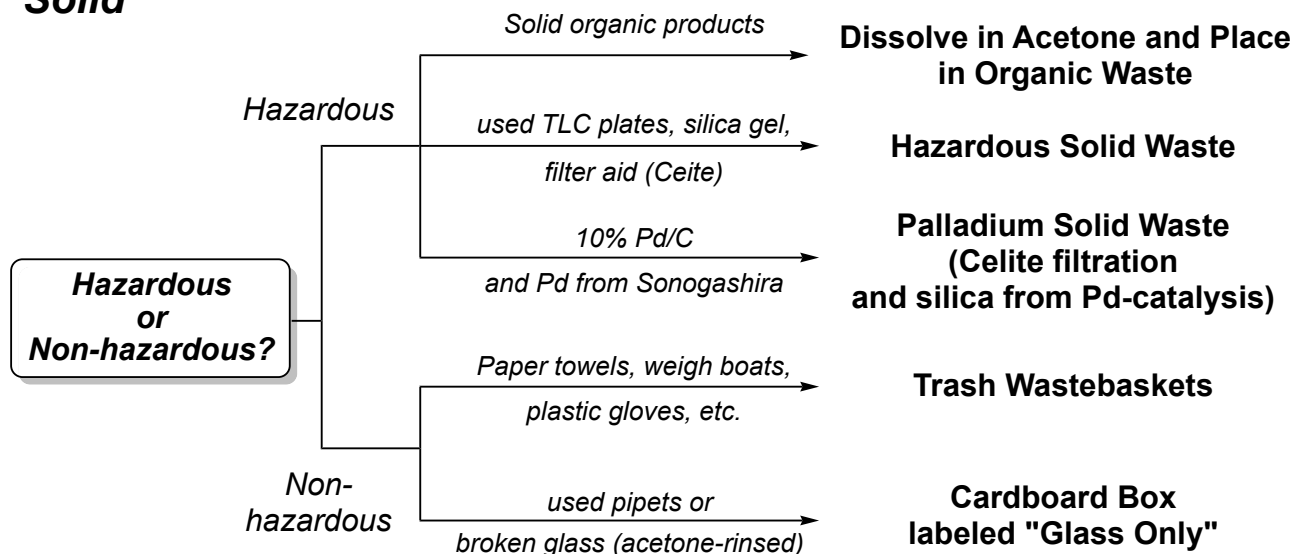 Solid
Solid organic products
Dissolve in Acetone and Place
in Organic Waste
Hazardous
used TLC plates, silica gel,
filter aid (Ceite)
Hazardous Solid Waste
10% Pd/C
and Pd from Sonogashira
Palladium Solid Waste
(Celite filtration
and silica from Pd-catalysis)
Hazardous
or
Non-hazardous?
Paper towels, weigh boats,
plastic gloves, etc.
Trash Wastebaskets
Non-
hazardous
used pipets or
broken glass (acetone-rinsed)
Cardboard Box
labeled "Glass Only"